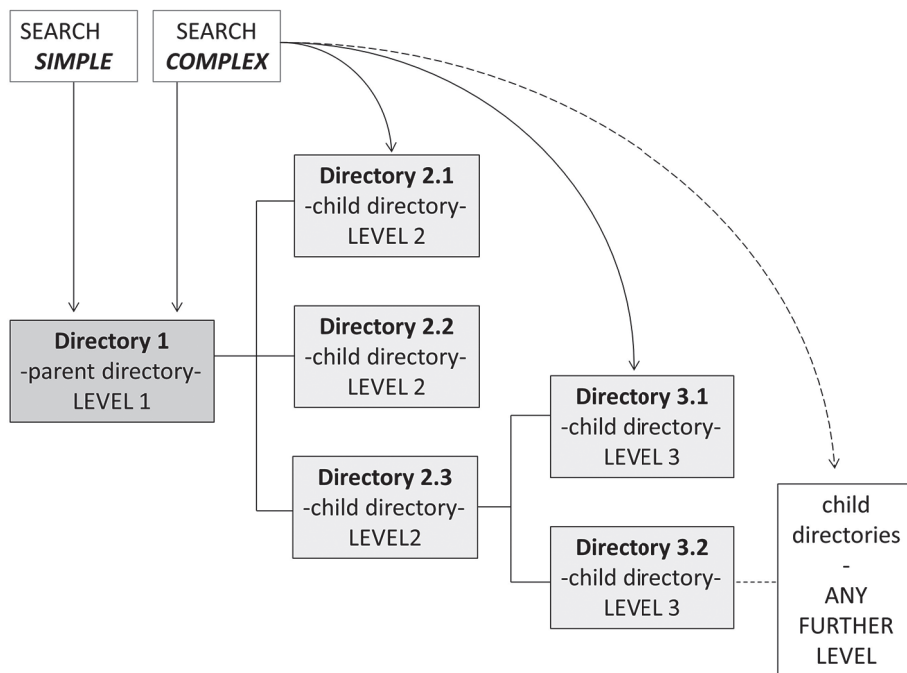 SEARCH
SIMPLE
SEARCH
COMPLEX
Directory 2.1
-child directory-
LEVEL 2
Directory 1
-parent directory-
LEVEL 1
Directory 2.2
-child directory-
LEVEL 2
Directory 2.3
-child directory-
LEVEL2
Directory 3.1
-child directory-
LEVEL 3
Directory 3.2
-child directory-
LEVEL 3
child
directories
-
ANY
FURTHER
LEVEL